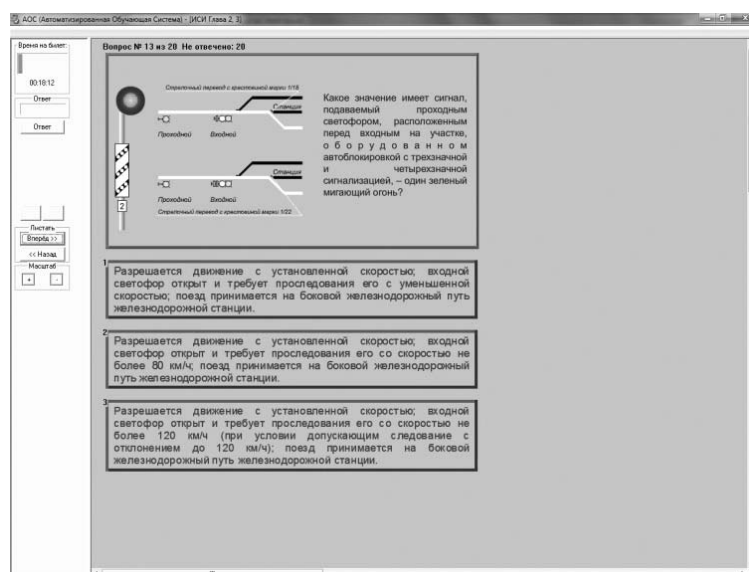 АОС (Автоматизированная Обучающая Система) - [ИСИ Глава 2, 3]
Время на билет:
00:18:12
Ответ
Ответ
Листать
Вперёд >>
<< Назад
Масштаб
+ -
Вопрос № 13 из 20 Не отвечено: 20
Стрелочный перевод с крестовиной марки 1/18
Станция
Проходной Входной
Станция
Проходной Входной
Стрелочный перевод с крестовиной марки 1/22
2
Какое значение имеет сигнал,
подаваемый проходным
светофором, расположенным
перед входным на участке,
оборудованном
автоблокировкой с трехзначной
и четырехзначной
сигнализацией, – один зеленый
мигающий огонь?
1
Разрешается движение с установленной скоростью; входной
светофор открыт и требует проследования его с уменьшенной
скоростью; поезд принимается на боковой железнодорожный путь
железнодорожной станции.
2
Разрешается движение с установленной скоростью; входной
светофор открыт и требует проследования его со скоростью не
более 80 км/ч; поезд принимается на боковой железнодорожный
путь железнодорожной станции.
3
Разрешается движение с установленной скоростью; входной
светофор открыт и требует проследования его со скоростью не
более 120 км/ч (при условии допускающим следование с
отклонением до 120 км/ч); поезд принимается на боковой
железнодорожный путь железнодорожной станции.